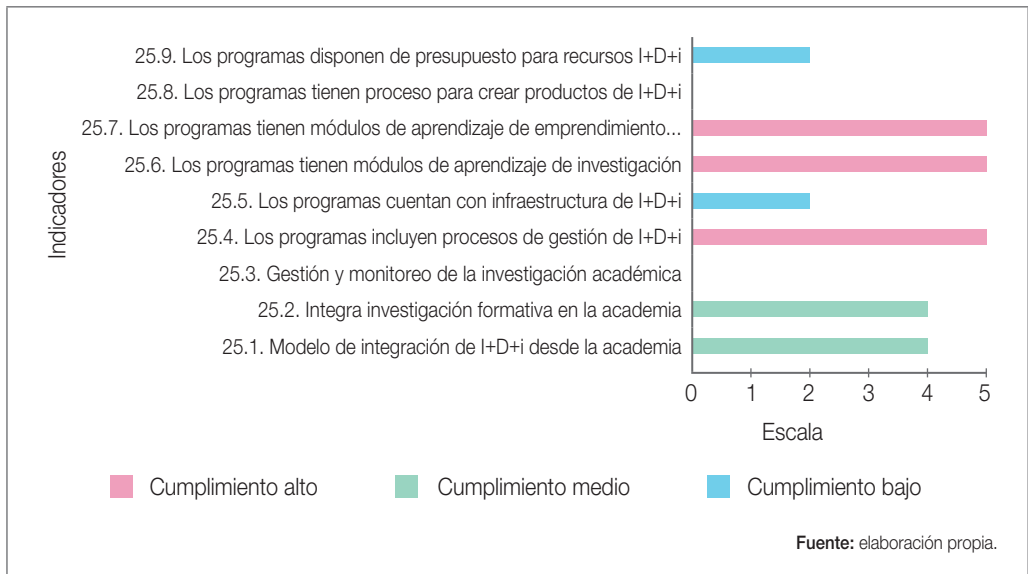 25.9. Los programas disponen de presupuesto para recursos I+D+i
25.8. Los programas tienen proceso para crear productos de I+D+i
25.7. Los programas tienen módulos de aprendizaje de emprendimiento...
25.6. Los programas tienen módulos de aprendizaje de investigación
25.5. Los programas cuentan con infraestructura de I+D+i
25.4. Los programas incluyen procesos de gestión de I+D+i
25.3. Gestión y monitoreo de la investigación académica
25.2. Integra investigación formativa en la academia
25.1. Modelo de integración de I+D+i desde la academia
Indicadores
0 1 2 3 4 5
Escala
Cumplimiento alto Cumplimiento medio Cumplimiento bajo
Fuente: elaboración propia.